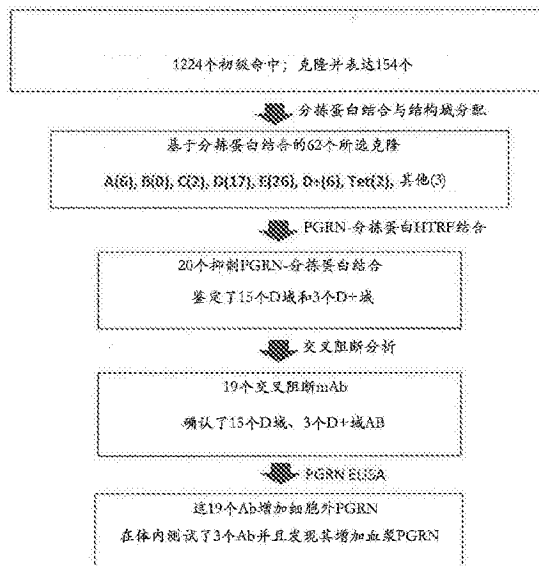 1224个初级命中；克隆并表达154个
分拣蛋白结合与结构域分配
基于分拣蛋白结合的62个所选克隆
A(6), B(0), C(2), D(17), E(26), D+(6), Tet(2), 其他(3)
PGRN-分拣蛋白HTRF结合
20个抑制PGRN-分拣蛋白结合
鉴定了15个D域和3个D+域
交叉阻断分析
19个交叉阻断mAb
确认了15个D域、3个D+域AB
PGRN ELISA
这19个Ab增加细胞外PGRN
在体内测试了3个Ab并且发现其增加血浆PGRN